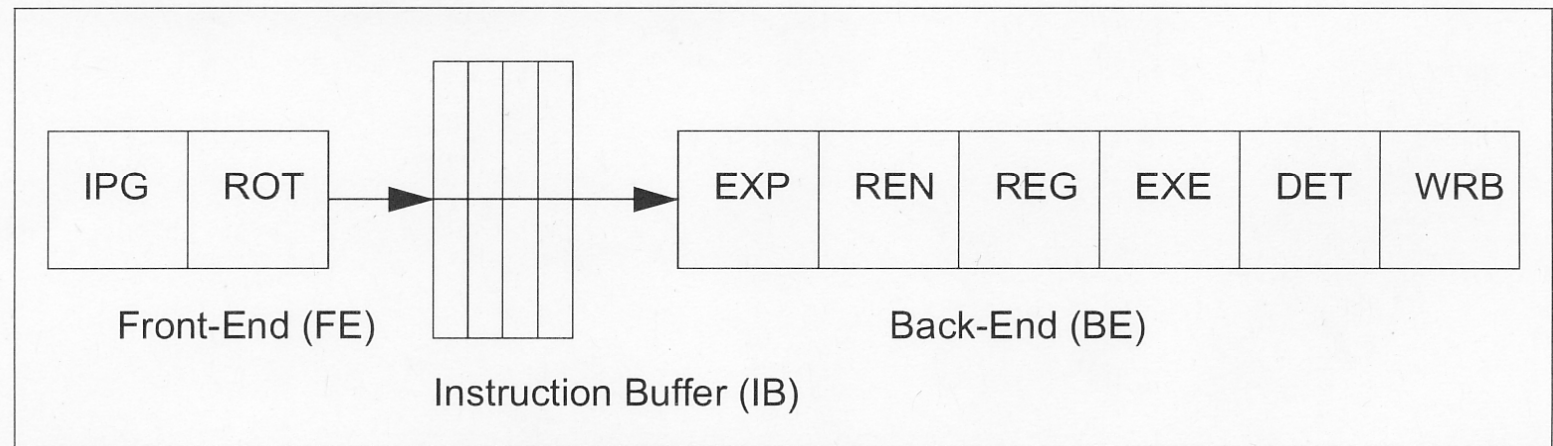 IPG ROT EXP REN REG EXE DET WRB
Front-End (FE)
Back-End (BE)
Instruction Buffer (IB)